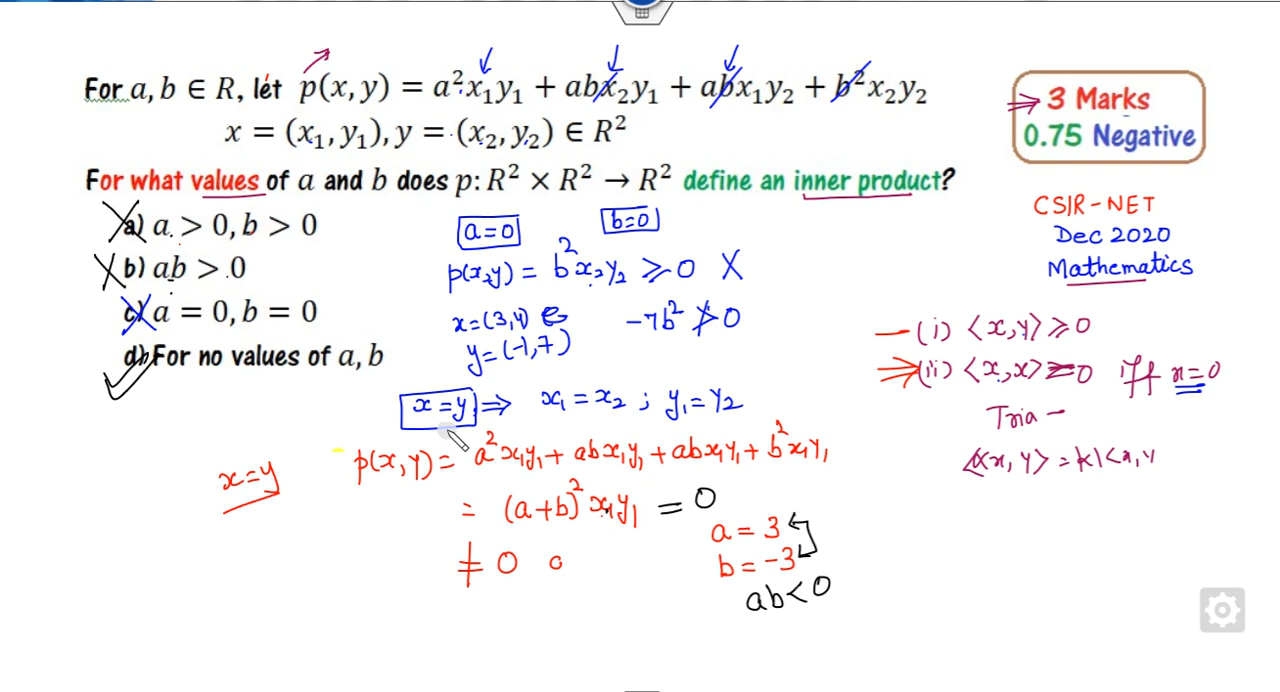 For a, b ∈ R, lét p(x, y) = a²x₁y₁ + abx₂y₁ + abx₁y₂ + b²x₂y₂
x = (x₁, y₁), y = (x₂, y₂) ∈ R²
3 Marks
0.75 Negative
For what values of a and b does p: R² × R² → R² define an inner product?
a) a > 0, b > 0
b) ab > 0
c) a = 0, b = 0
d) For no values of a, b
a=0 b=0
p(x,y) = b²x₂y₂ ≥ 0 X
x=(3,4)
-7b² ≯ 0
y=(-1,7)
CSIR-NET
Dec 2020
Mathematics
(i) ⟨x,y⟩ ≥ 0
(ii) ⟨x,x⟩ = 0 iff x=0
Tria
⟨αx, y⟩ = |<x, y
x=y ⇒ x₁ = x₂ ; y₁ = y₂
x=y
p(x,y) = a²x₁y₁ + abx₁y₁ + abx₁y₁ + b²x₁y₁
= (a+b)² x₁y₁ = 0
≠ 0
a = 3
b = -3
ab < 0